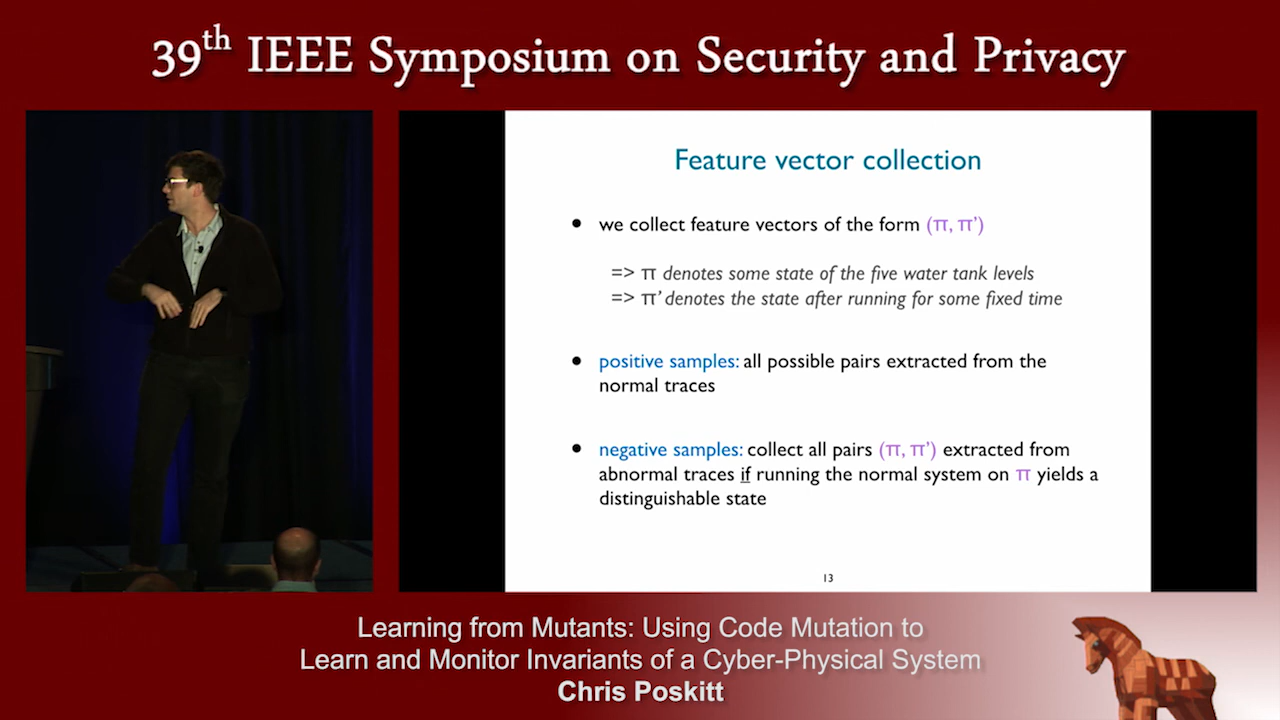 39th IEEE Symposium on Security and Privacy
Feature vector collection
• we collect feature vectors of the form (π, π’)
=> π denotes some state of the five water tank levels
=> π’ denotes the state after running for some fixed time
• positive samples: all possible pairs extracted from the
normal traces
• negative samples: collect all pairs (π, π’) extracted from
abnormal traces if running the normal system on π yields a
distinguishable state
13
Learning from Mutants: Using Code Mutation to
Learn and Monitor Invariants of a Cyber-Physical System
Chris Poskitt